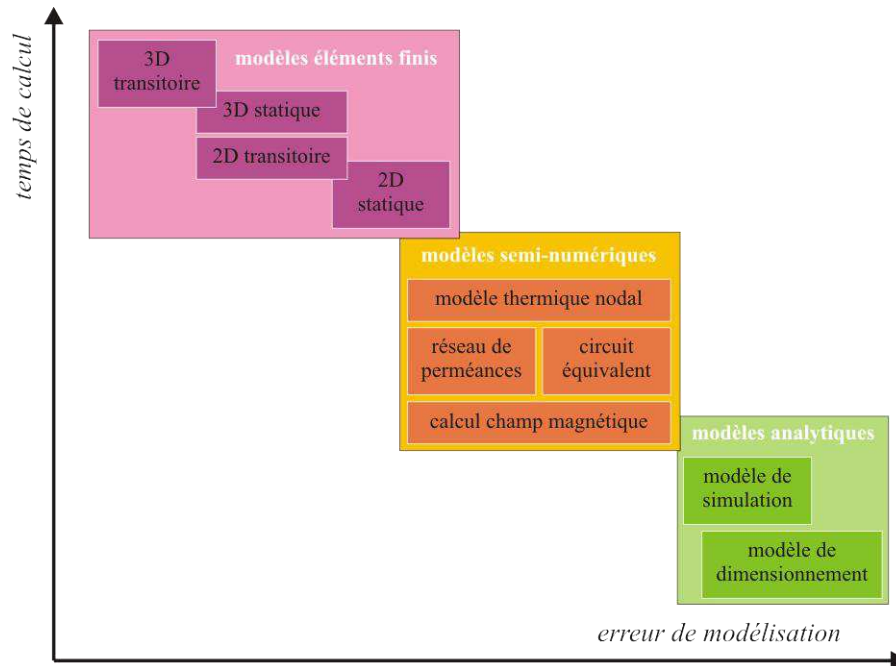 temps de calcul
modèles éléments finis
3D
transitoire
3D statique
2D transitoire
2D
statique
modèles semi-numériques
modèle thermique nodal
réseau de
perméances
circuit
équivalent
calcul champ magnétique
modèles analytiques
modèle de
simulation
modèle de
dimensionnement
erreur de modélisation